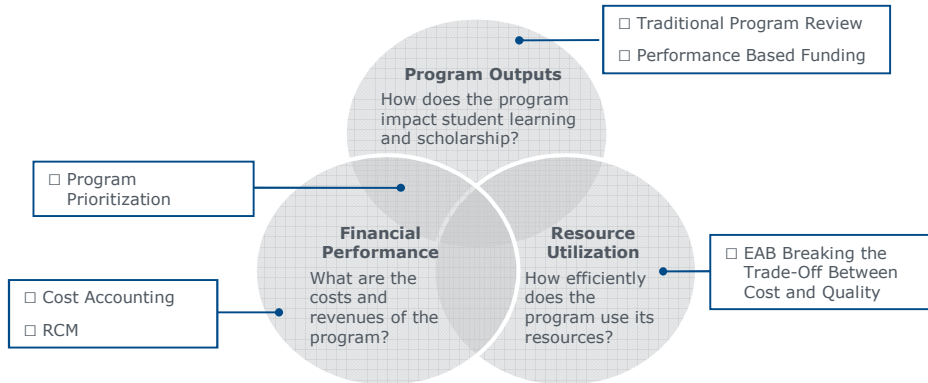 ☐ Traditional Program Review
☐ Performance Based Funding
Program Outputs
How does the program
impact student learning
and scholarship?
☐ Program
Prioritization
Financial
Performance
What are the
costs and
revenues of the
program?
Resource
Utilization
How efficiently
does the
program use its
resources?
☐ EAB Breaking the
Trade-Off Between
Cost and Quality
☐ Cost Accounting
☐ RCM